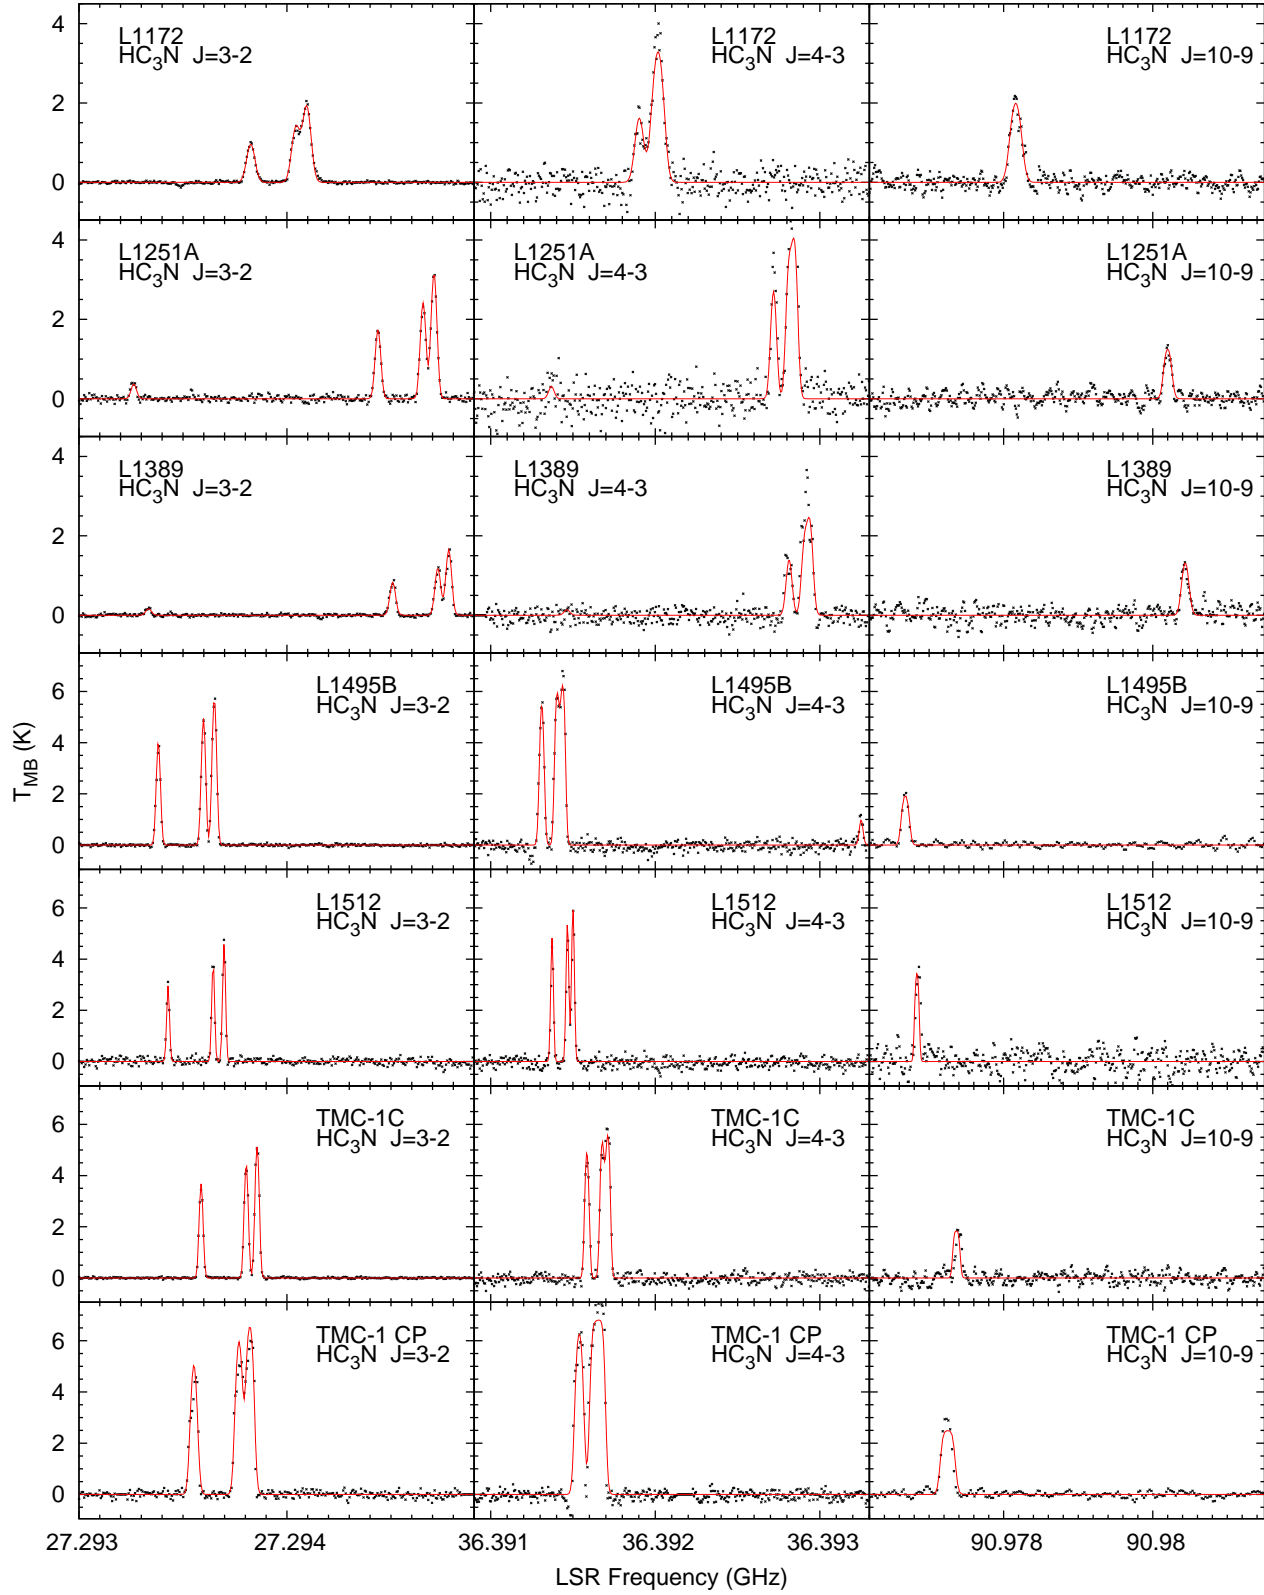 L1172
HC3N J=3-2
L1172
HC3N J=4-3
L1172
HC3N J=10-9
4
2
0
L1251A
HC3N J=3-2
L1251A
HC3N J=4-3
L1251A
HC3N J=10-9
4
2
0
L1389
HC3N J=3-2
L1389
HC3N J=4-3
L1389
HC3N J=10-9
4
2
0
L1495B
HC3N J=3-2
L1495B
HC3N J=4-3
L1495B
HC3N J=10-9
6
4
2
0
TMB (K)
L1512
HC3N J=3-2
L1512
HC3N J=4-3
L1512
HC3N J=10-9
6
4
2
0
TMC-1C
HC3N J=3-2
TMC-1C
HC3N J=4-3
TMC-1C
HC3N J=10-9
6
4
2
0
TMC-1 CP
HC3N J=3-2
TMC-1 CP
HC3N J=4-3
TMC-1 CP
HC3N J=10-9
6
4
2
0
27.293 27.294 36.391 36.392 36.393 90.978 90.98
LSR Frequency (GHz)